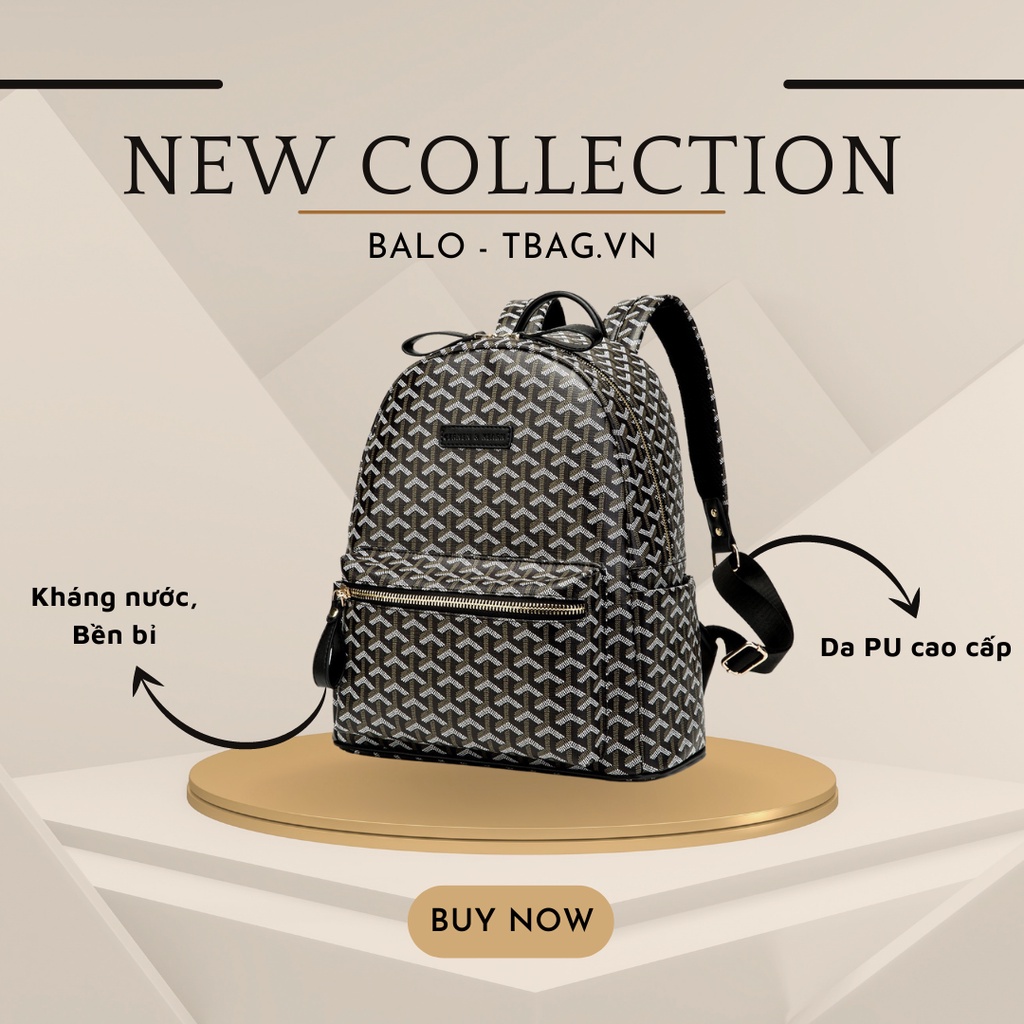 NEW COLLECTION
BALO - TBAG.VN
Kháng nước,
Bền bỉ
Da PU cao cấp
BUY NOW